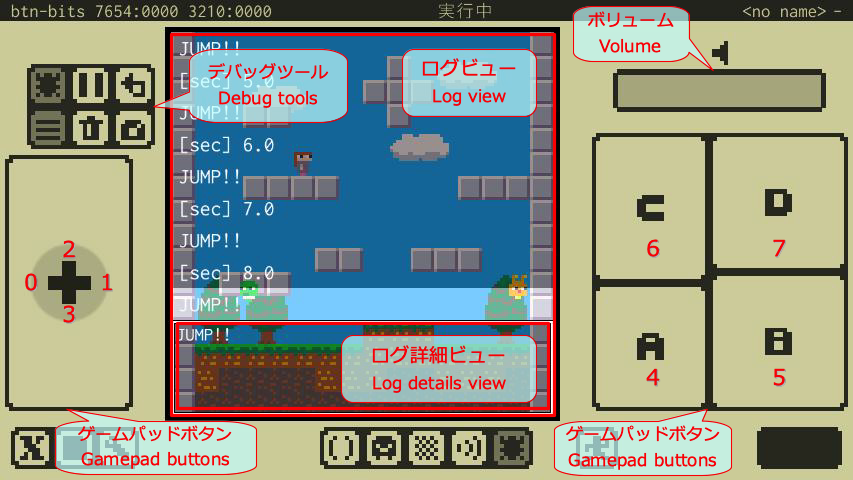 btn-bits 7654:0000 3210:0000
実行中
<no name> -
ボリューム
Volume
JUMP!!
[sec] 5.0
JUMP!!
[sec] 6.0
JUMP!!
[sec] 7.0
JUMP!!
[sec] 8.0
JUMP!!
JUMP!!
デバッグツール
Debug tools
ログビュー
Log view
ログ詳細ビュー
Log details view
2
0
1
3
C
6
D
7
A
4
B
5
X
ゲームパッドボタン
Gamepad buttons
()
ゲームパッドボタン
Gamepad buttons